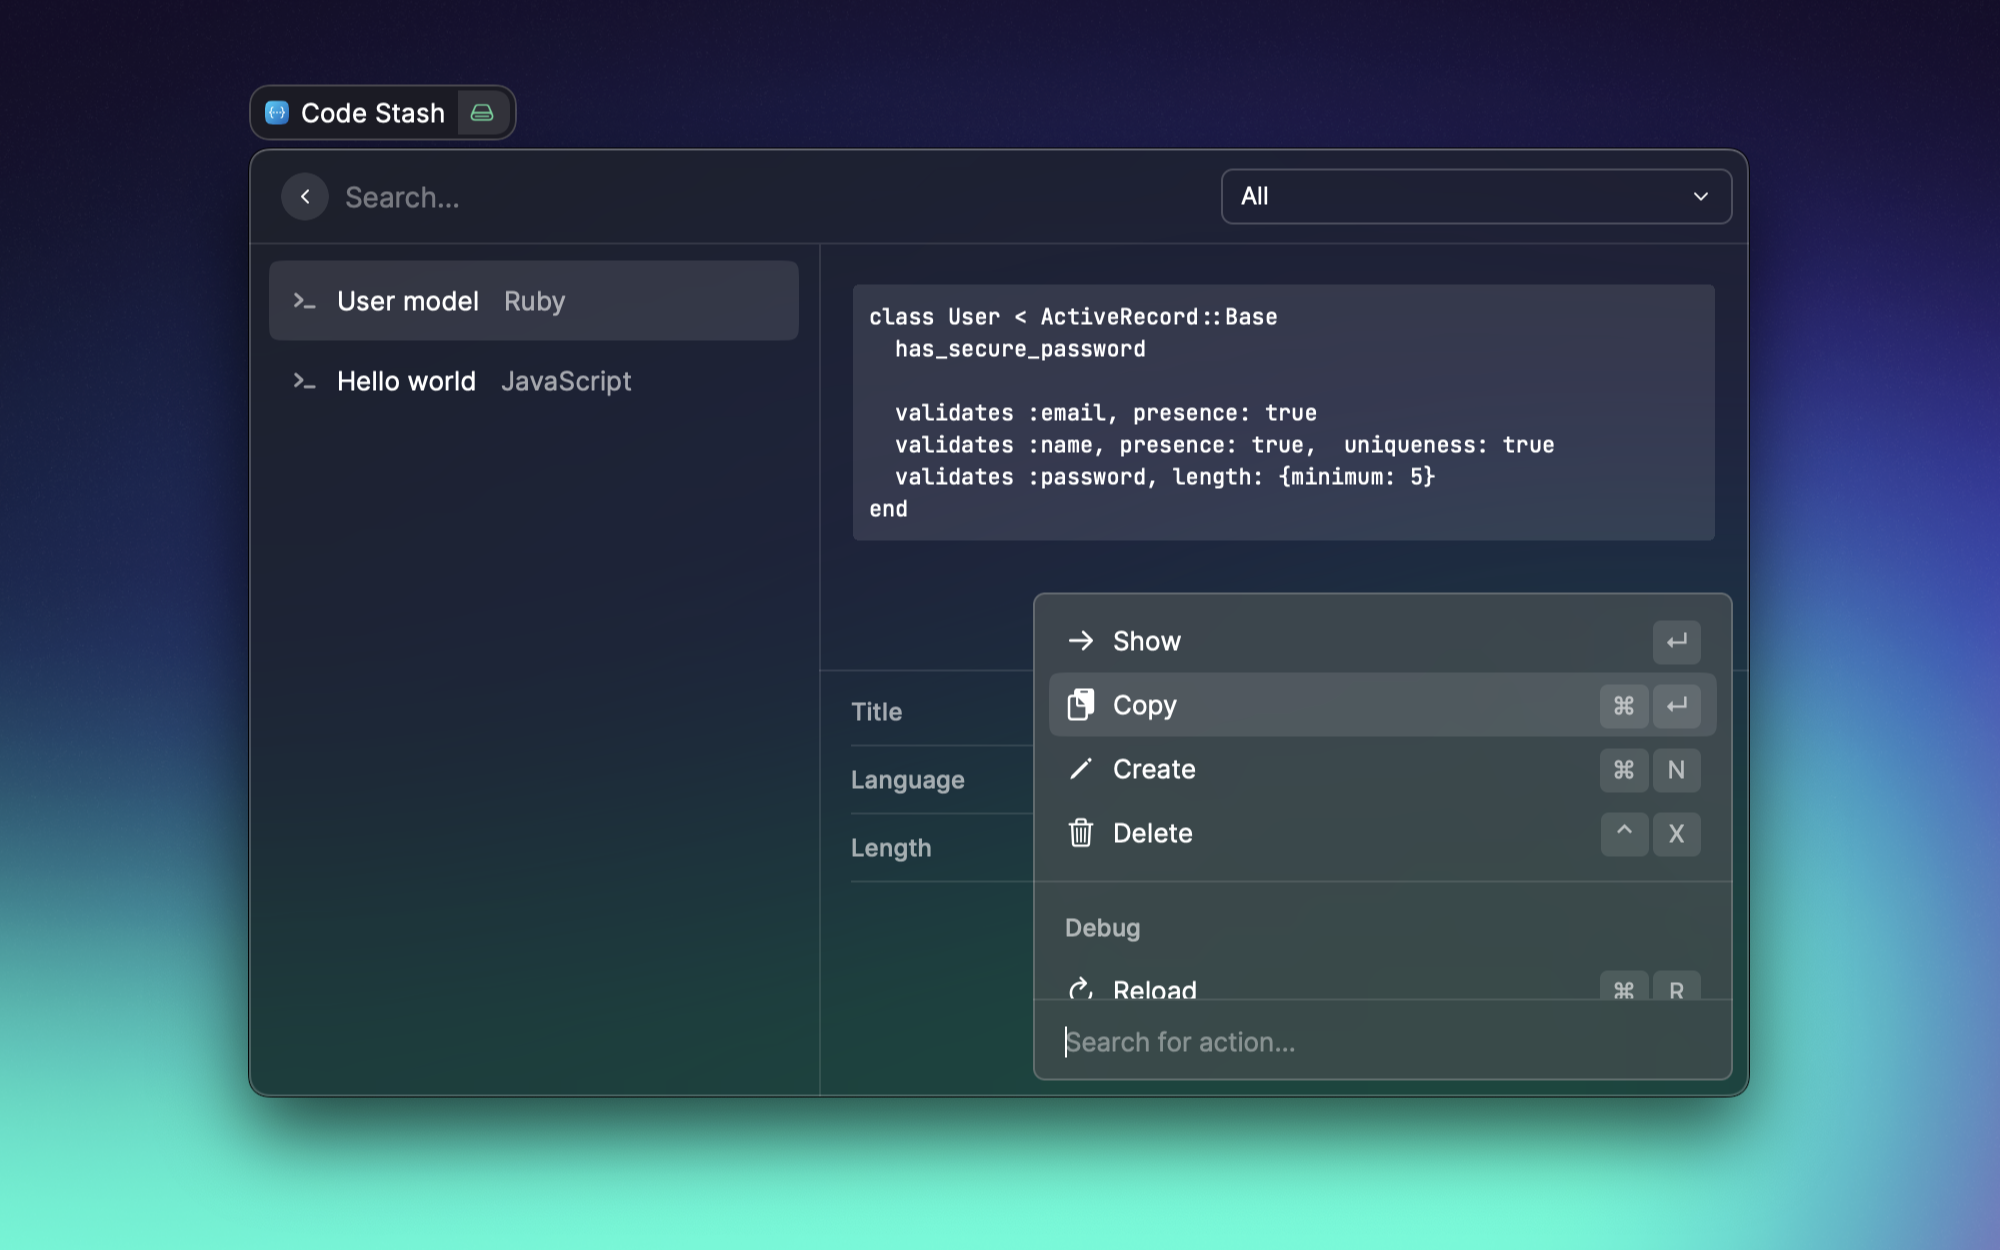 Code Stash
Search...
All
User model Ruby
Hello world JavaScript
class User < ActiveRecord::Base
  has_secure_password

  validates :email, presence: true
  validates :name, presence: true,  uniqueness: true
  validates :password, length: {minimum: 5}
end
Title
Language
Length
Show ↵
Copy ⌘ ↵
Create ⌘ N
Delete ^ X
Debug
Reload ⌘ R
Search for action...